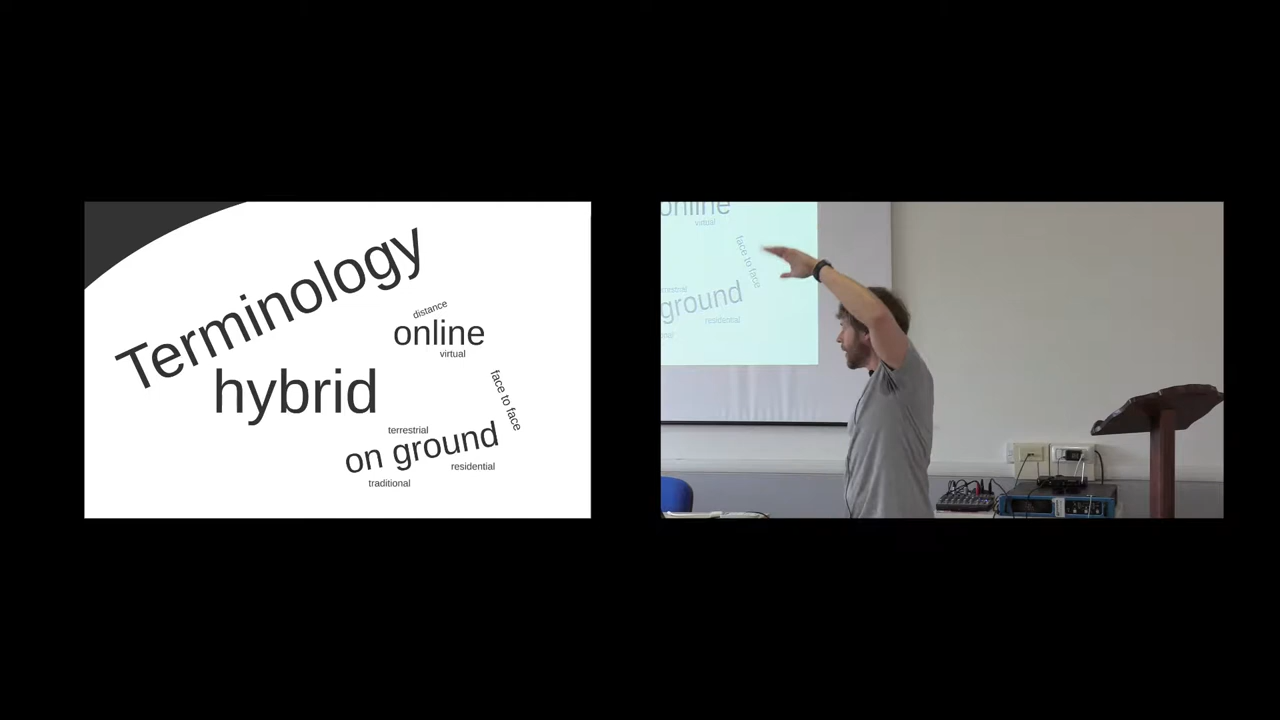 Terminology
distance
online
virtual
hybrid
face to face
terrestrial
on ground
residential
traditional
online
virtual
face to face
ground
residential